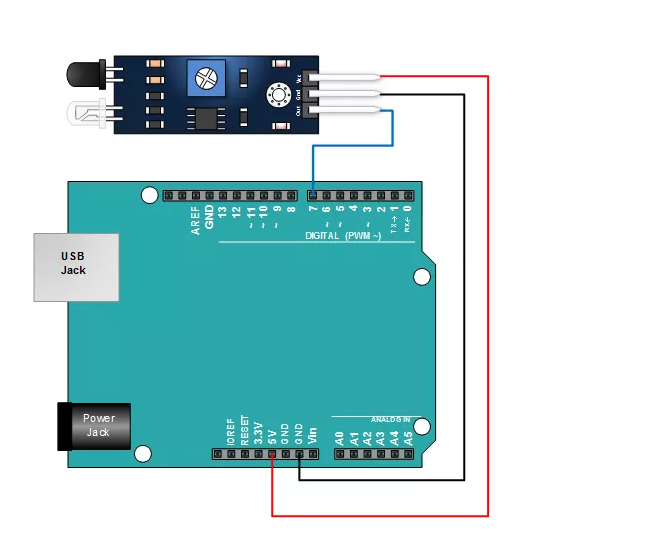 Vcc
Gnd
Out
AREF
GND
13
12
~ 11
~ 10
~ 9
8
7
~ 6
~ 5
4
~ 3
2
TX→ 1
RX← 0
DIGITAL (PWM ~)
USB
Jack
Power
Jack
ANALOG IN
IOREF
RESET
3.3V
5V
GND
GND
Vin
A0
A1
A2
A3
A4
A5